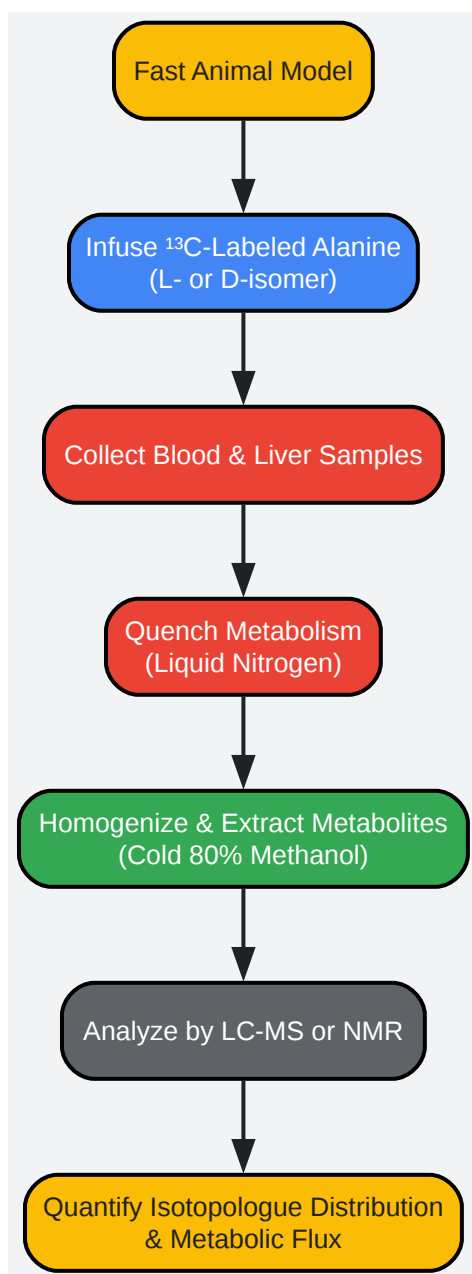 Fast Animal Model
Infuse ¹³C-Labeled Alanine
(L- or D-isomer)
Collect Blood & Liver Samples
Quench Metabolism
(Liquid Nitrogen)
Homogenize & Extract Metabolites
(Cold 80% Methanol)
Analyze by LC-MS or NMR
Quantify Isotopologue Distribution
& Metabolic Flux